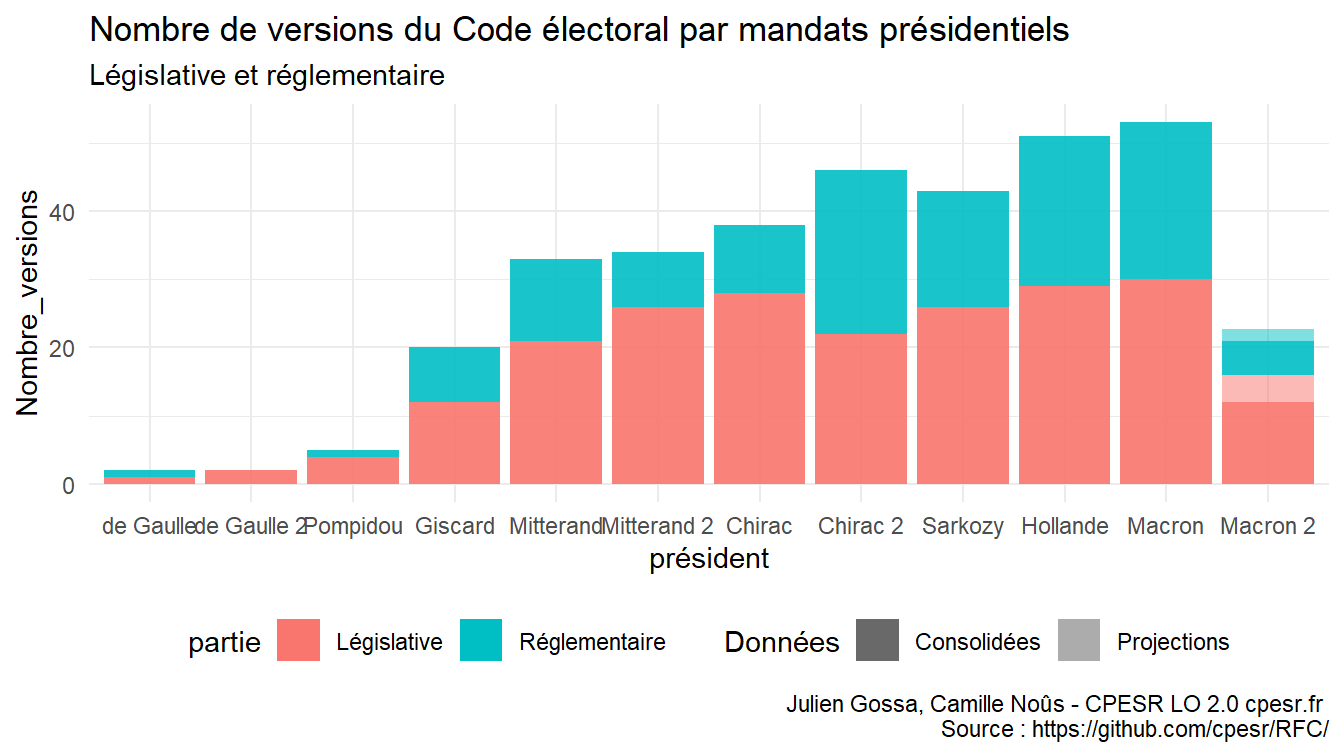 Nombre de versions du Code électoral par mandats présidentiels
Législative et réglementaire
Nombre_versions
40
20
0
de Gaulle de Gaulle 2 Pompidou Giscard Mitterand Mitterrand 2 Chirac Chirac 2 Sarkozy Hollande Macron Macron 2
président
partie Législative Réglementaire Données Consolidées Projections
Julien Gossa, Camille Noûs - CPESR LO 2.0 cpesr.fr
Source : https://github.com/cpesr/RFC/